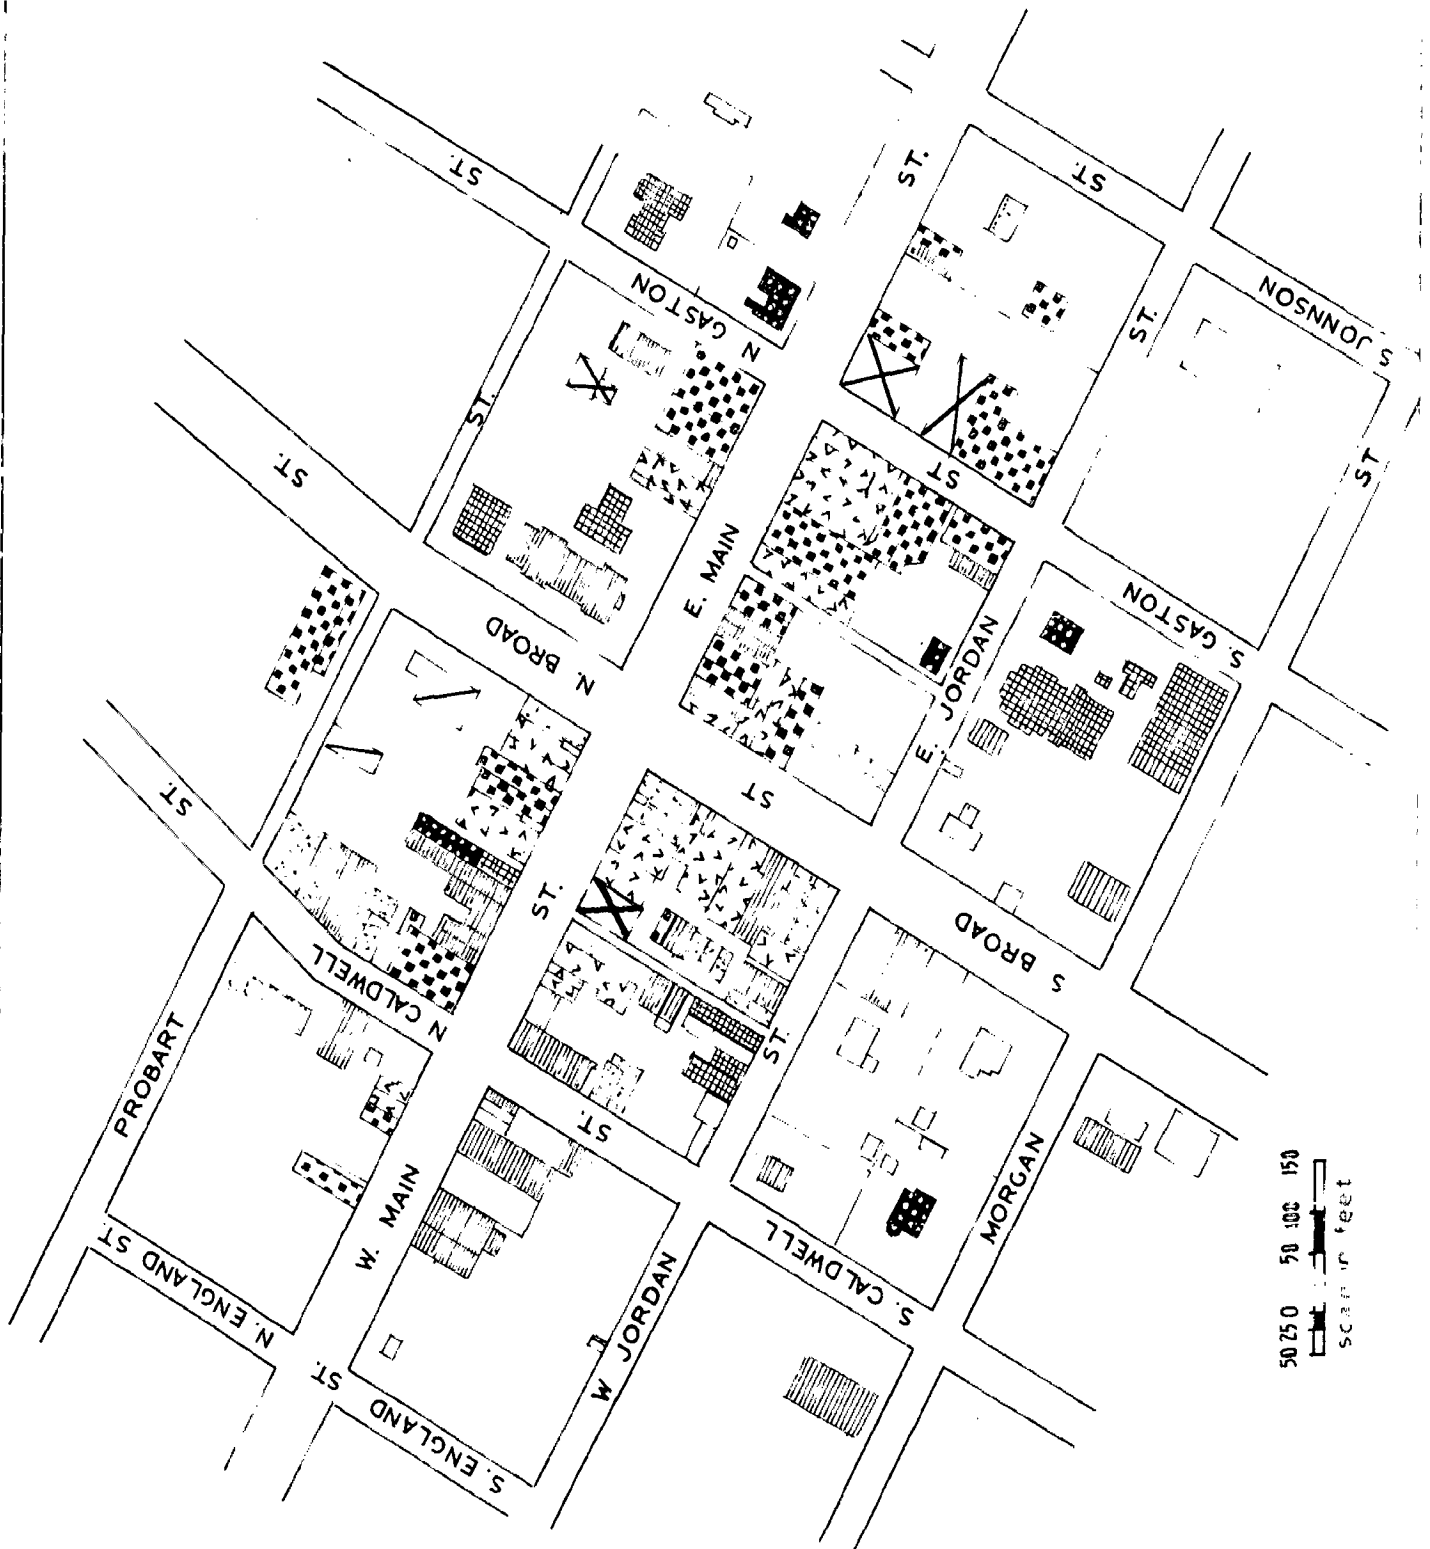 ST.
ST.
ST.
N GASTON
ST.
ST.
ST.
S JONNSON
ST.
E. MAIN
ST
ST
N. BROAD
S. GASTON
ST.
E. JORDAN
ST
ST.
S BROAD
N CALDWELL
PROBART
ST.
ST.
MORGAN
W. MAIN
S. CALDWELL
N. ENGLAND ST.
W JORDAN
ST.
S. ENGLAND
50 25 0 50 100 150
scale in feet